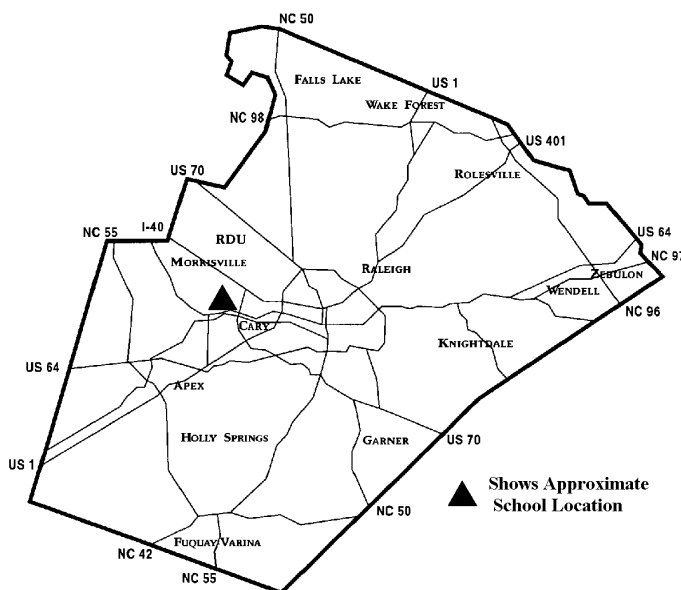 NC 50
FALLS LAKE
US 1
WAKE FOREST
NC 98
US 401
US 70
ROLESVILLE
I-40
NC 55
RDU
US 64
MORRISVILLE
RALEIGH
NC 97
ZEBULON
WENDELL
NC 96
CARY
KNIGHTDALE
US 64
APEX
HOLLY SPRINGS
GARNER
US 70
US 1
Shows Approximate
School Location
NC 50
FUQUAY-VARINA
NC 42
NC 55